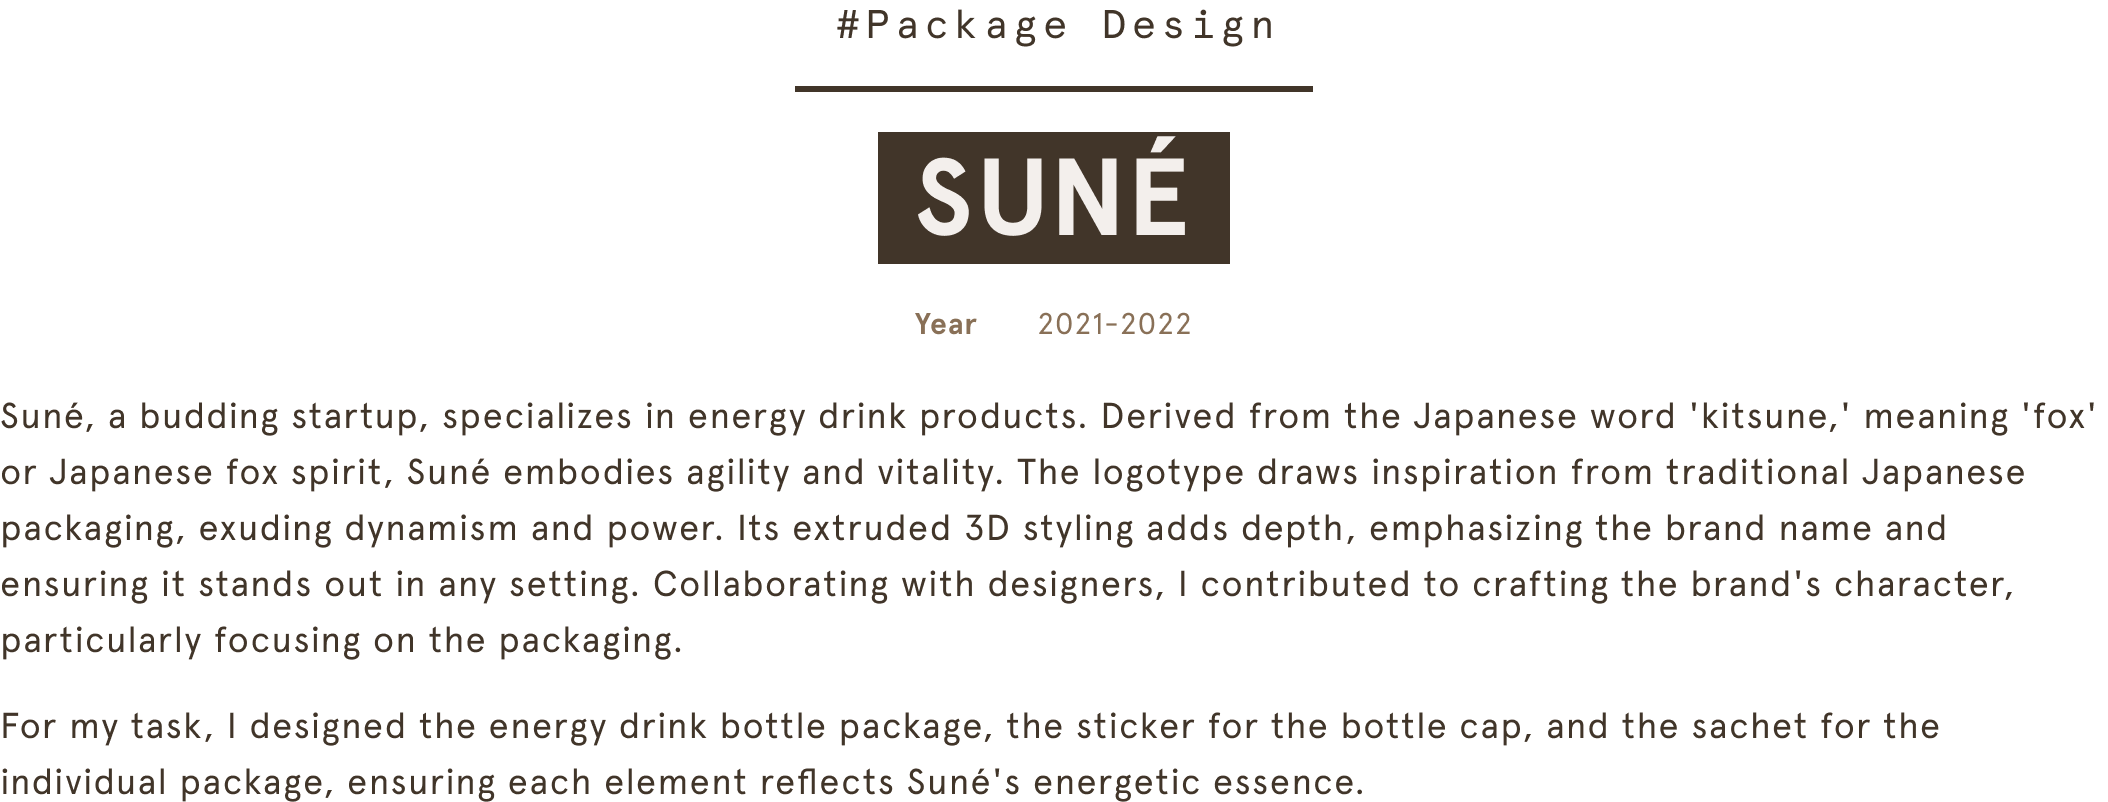 #Package Design
SUNÉ
Year 2021-2022
Suné, a budding startup, specializes in energy drink products. Derived from the Japanese word 'kitsune,' meaning 'fox'
or Japanese fox spirit, Suné embodies agility and vitality. The logotype draws inspiration from traditional Japanese
packaging, exuding dynamism and power. Its extruded 3D styling adds depth, emphasizing the brand name and
ensuring it stands out in any setting. Collaborating with designers, I contributed to crafting the brand's character,
particularly focusing on the packaging.
For my task, I designed the energy drink bottle package, the sticker for the bottle cap, and the sachet for the
individual package, ensuring each element reflects Suné's energetic essence.